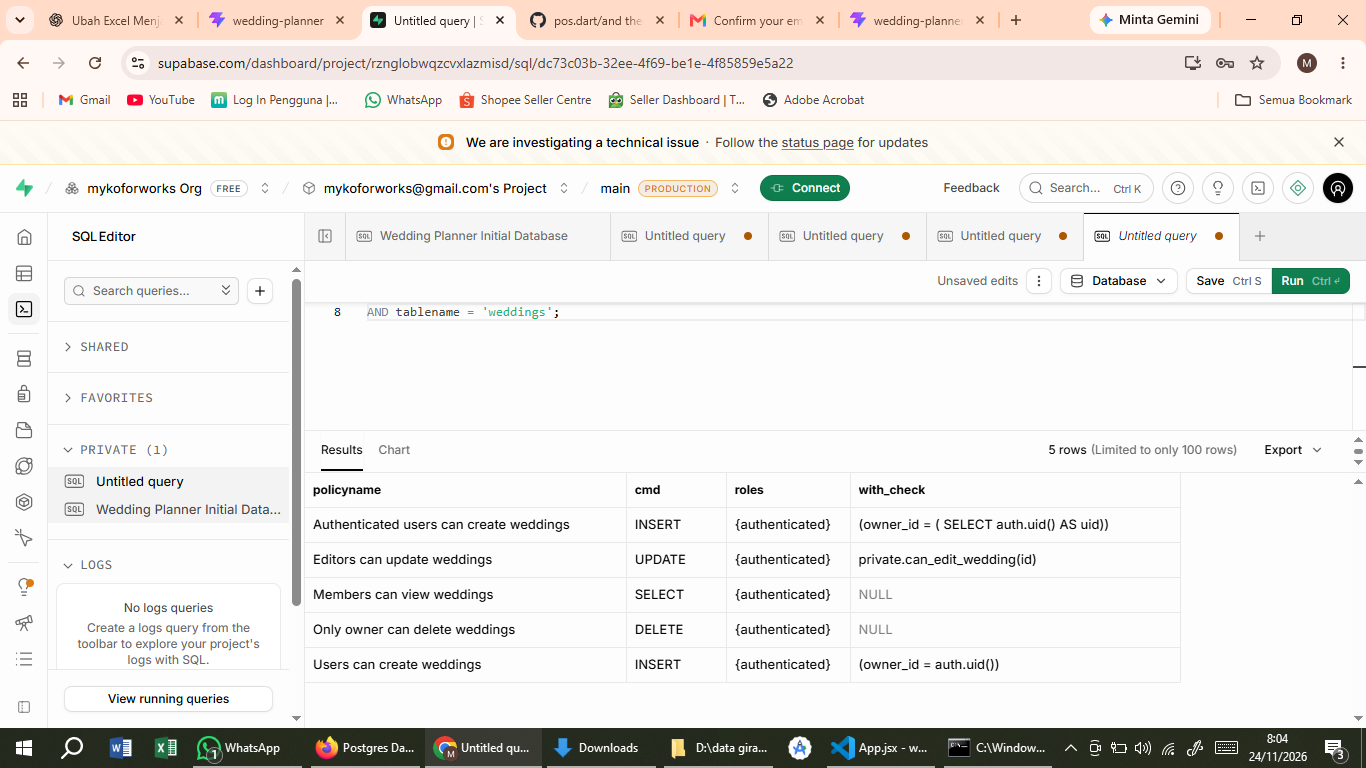 Ubah Excel Menj
wedding-planner
Untitled query | S
pos.dart/and the
Confirm your em
wedding-planne
Minta Gemini
supabase.com/dashboard/project/rznglobwqzcvxlazmisd/sql/dc73c03b-32ee-4f69-be1e-4f85859e5a22
M
Gmail
YouTube
Log In Pengguna |...
WhatsApp
Shopee Seller Centre
Seller Dashboard | T...
Adobe Acrobat
Semua Bookmark
We are investigating a technical issue · Follow the status page for updates
mykoforworks Org FREE / mykoforworks@gmail.com's Project / main PRODUCTION Connect Feedback Search... Ctrl K
SQL Editor
SQL Wedding Planner Initial Database
SQL Untitled query
SQL Untitled query
SQL Untitled query
SQL Untitled query
Search queries...
Unsaved edits Database Save Ctrl S Run Ctrl ↵
8 AND tablename = 'weddings';
SHARED
FAVORITES
PRIVATE (1)
SQL Untitled query
SQL Wedding Planner Initial Data...
LOGS
No logs queries
Create a logs query from the
toolbar to explore your project's
logs with SQL.
View running queries
Results Chart 5 rows (Limited to only 100 rows) Export
policyname cmd roles with_check
Authenticated users can create weddings INSERT {authenticated} (owner_id = ( SELECT auth.uid() AS uid))
Editors can update weddings UPDATE {authenticated} private.can_edit_wedding(id)
Members can view weddings SELECT {authenticated} NULL
Only owner can delete weddings DELETE {authenticated} NULL
Users can create weddings INSERT {authenticated} (owner_id = auth.uid())
1 WhatsApp
Postgres Da...
Untitled qu...
Downloads
D:\data gira...
App.jsx - w...
C:\Window...
8:04
24/11/2026
3